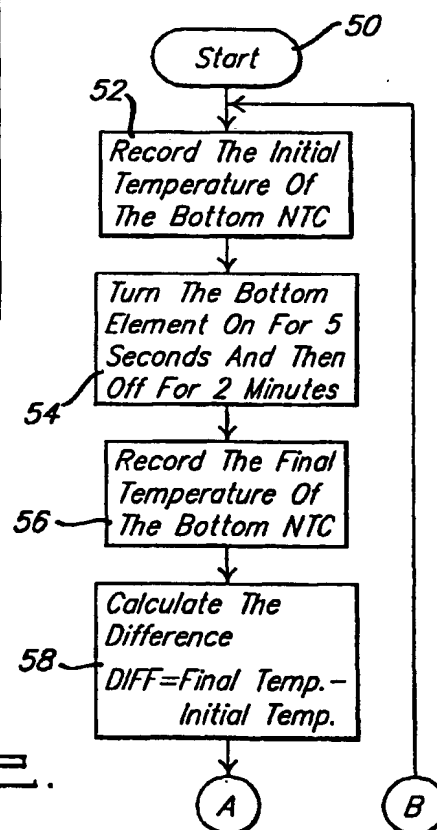 50
Start
52
Record The Initial
Temperature Of
The Bottom NTC
Turn The Bottom
Element On For 5
Seconds And Then
Off For 2 Minutes
54
Record The Final
Temperature Of
The Bottom NTC
56
Calculate The
Difference
58
DIFF=Final Temp.-
Initial Temp.
A
B